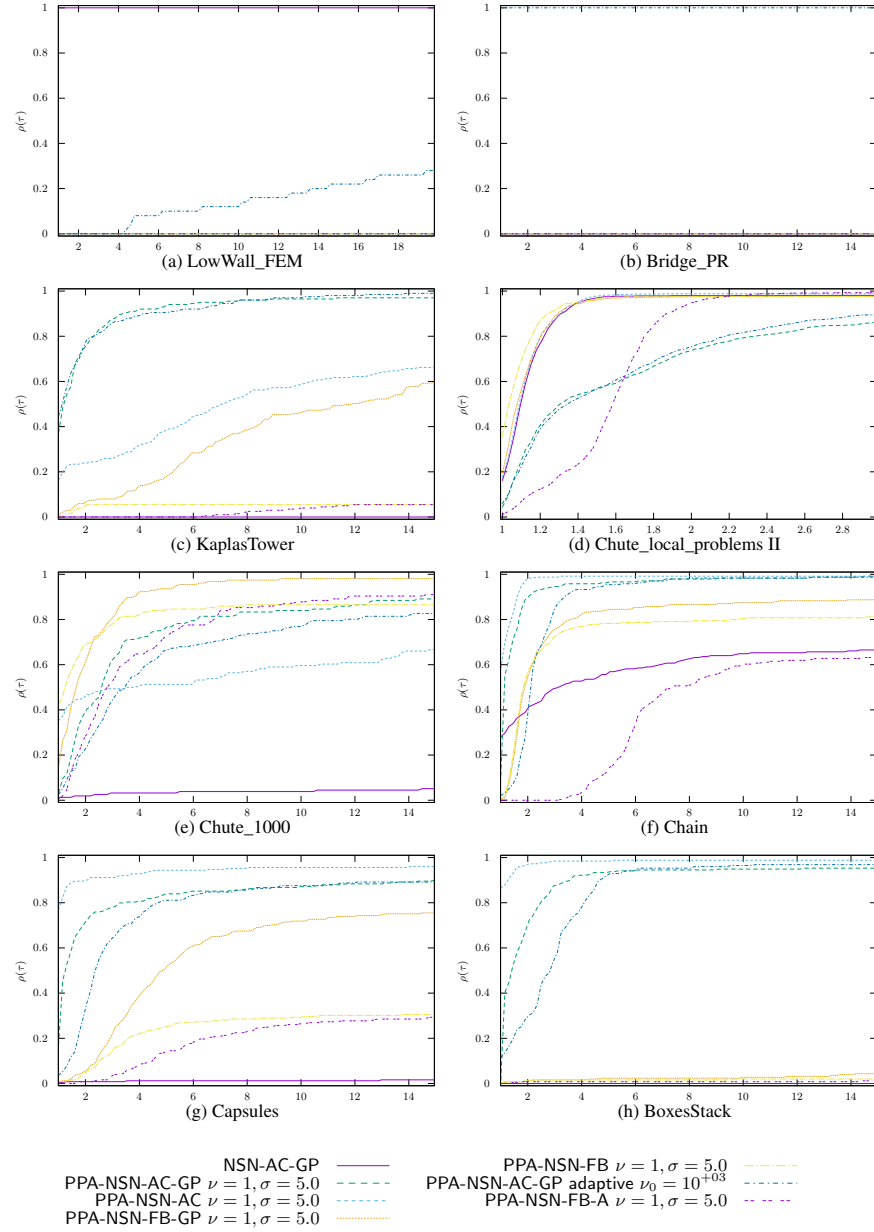 1
0.8
0.6
ρ(τ)
0.4
0.2
0
2 4 6 8 10 12 14 16 18
(a) LowWall_FEM
1
0.8
0.6
ρ(τ)
0.4
0.2
0
2 4 6 8 10 12 14
(b) Bridge_PR
1
0.8
0.6
ρ(τ)
0.4
0.2
0
2 4 6 8 10 12 14
(c) KaplasTower
1
0.8
0.6
ρ(τ)
0.4
0.2
0
1 1.2 1.4 1.6 1.8 2 2.2 2.4 2.6 2.8
(d) Chute_local_problems II
1
0.8
0.6
ρ(τ)
0.4
0.2
0
2 4 6 8 10 12 14
(e) Chute_1000
1
0.8
0.6
ρ(τ)
0.4
0.2
0
2 4 6 8 10 12 14
(f) Chain
1
0.8
0.6
ρ(τ)
0.4
0.2
0
2 4 6 8 10 12 14
(g) Capsules
1
0.8
0.6
ρ(τ)
0.4
0.2
0
2 4 6 8 10 12 14
(h) BoxesStack
NSN-AC-GP
PPA-NSN-AC-GP ν = 1, σ = 5.0
PPA-NSN-AC ν = 1, σ = 5.0
PPA-NSN-FB-GP ν = 1, σ = 5.0
PPA-NSN-FB ν = 1, σ = 5.0
PPA-NSN-AC-GP adaptive ν₀ = 10⁺⁰³
PPA-NSN-FB-A ν = 1, σ = 5.0